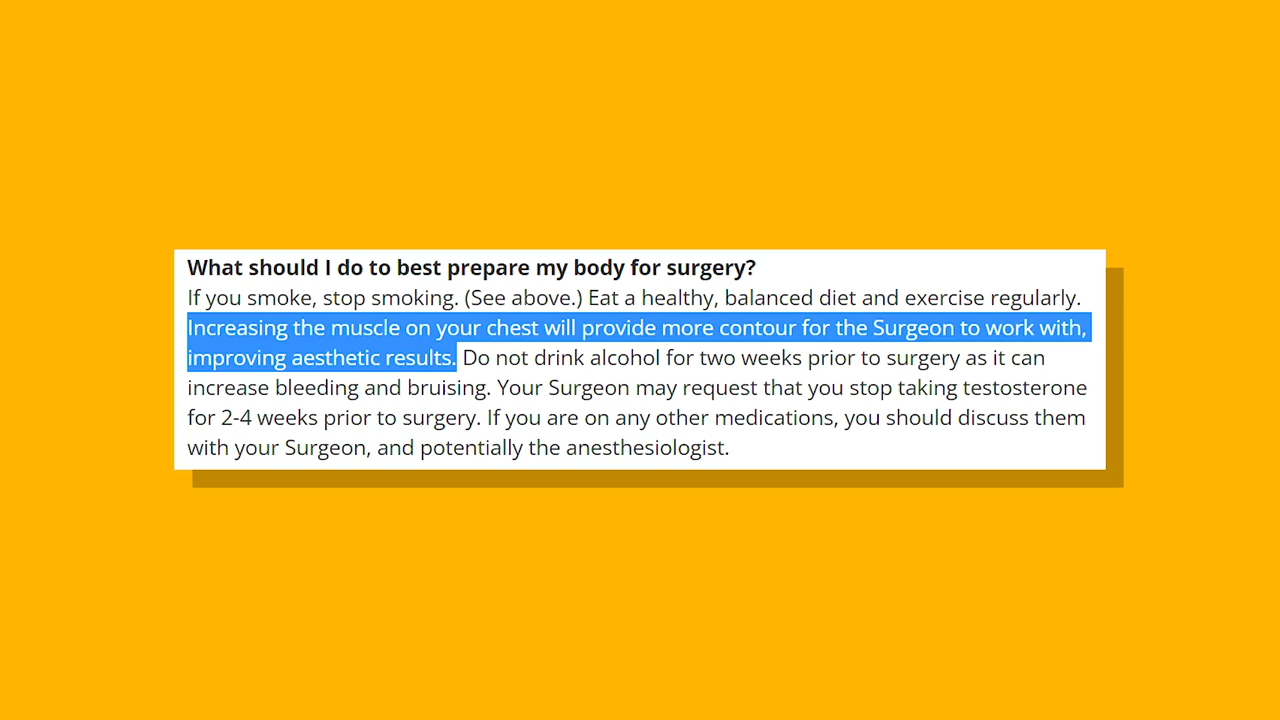 What should I do to best prepare my body for surgery?
If you smoke, stop smoking. (See above.) Eat a healthy, balanced diet and exercise regularly.
Increasing the muscle on your chest will provide more contour for the Surgeon to work with,
improving aesthetic results. Do not drink alcohol for two weeks prior to surgery as it can
increase bleeding and bruising. Your Surgeon may request that you stop taking testosterone
for 2-4 weeks prior to surgery. If you are on any other medications, you should discuss them
with your Surgeon, and potentially the anesthesiologist.